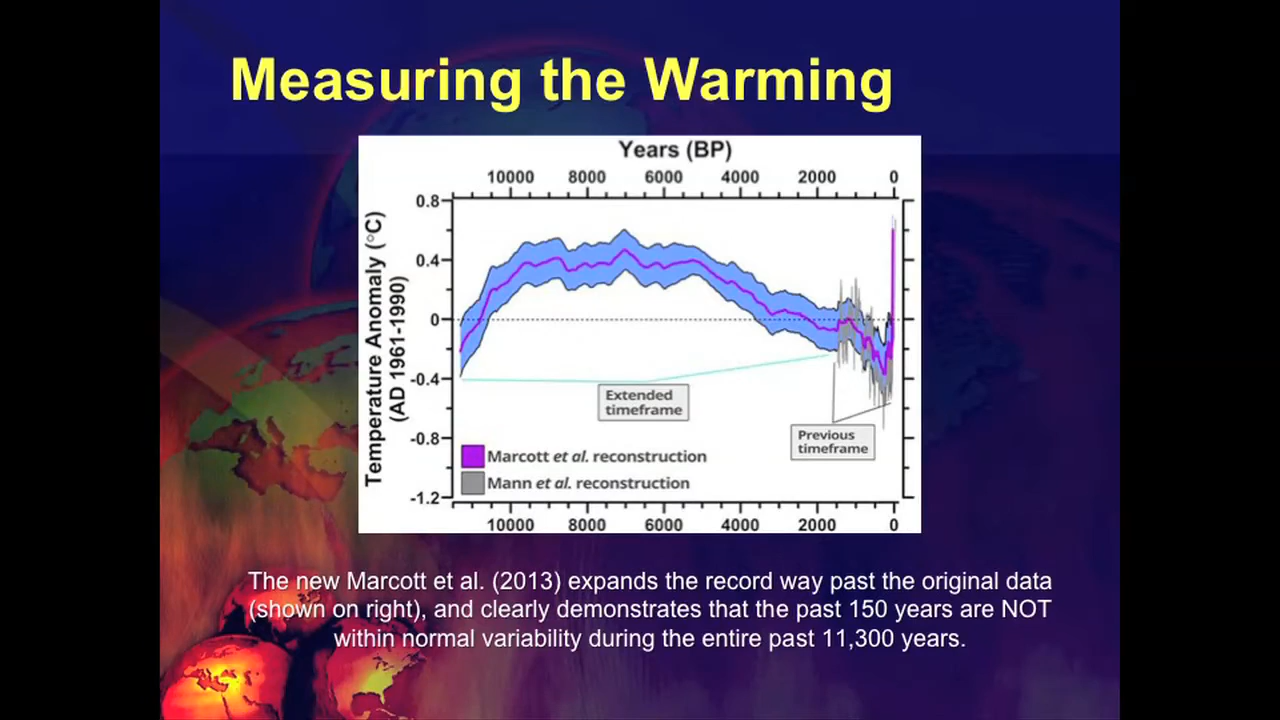 Measuring the Warming
Years (BP)
10000 8000 6000 4000 2000 0
Temperature Anomaly (°C)
(AD 1961-1990)
0.8
0.4
0
-0.4
-0.8
-1.2
Extended
timeframe
Previous
timeframe
Marcott et al. reconstruction
Mann et al. reconstruction
10000 8000 6000 4000 2000 0
The new Marcott et al. (2013) expands the record way past the original data
(shown on right), and clearly demonstrates that the past 150 years are NOT
within normal variability during the entire past 11,300 years.